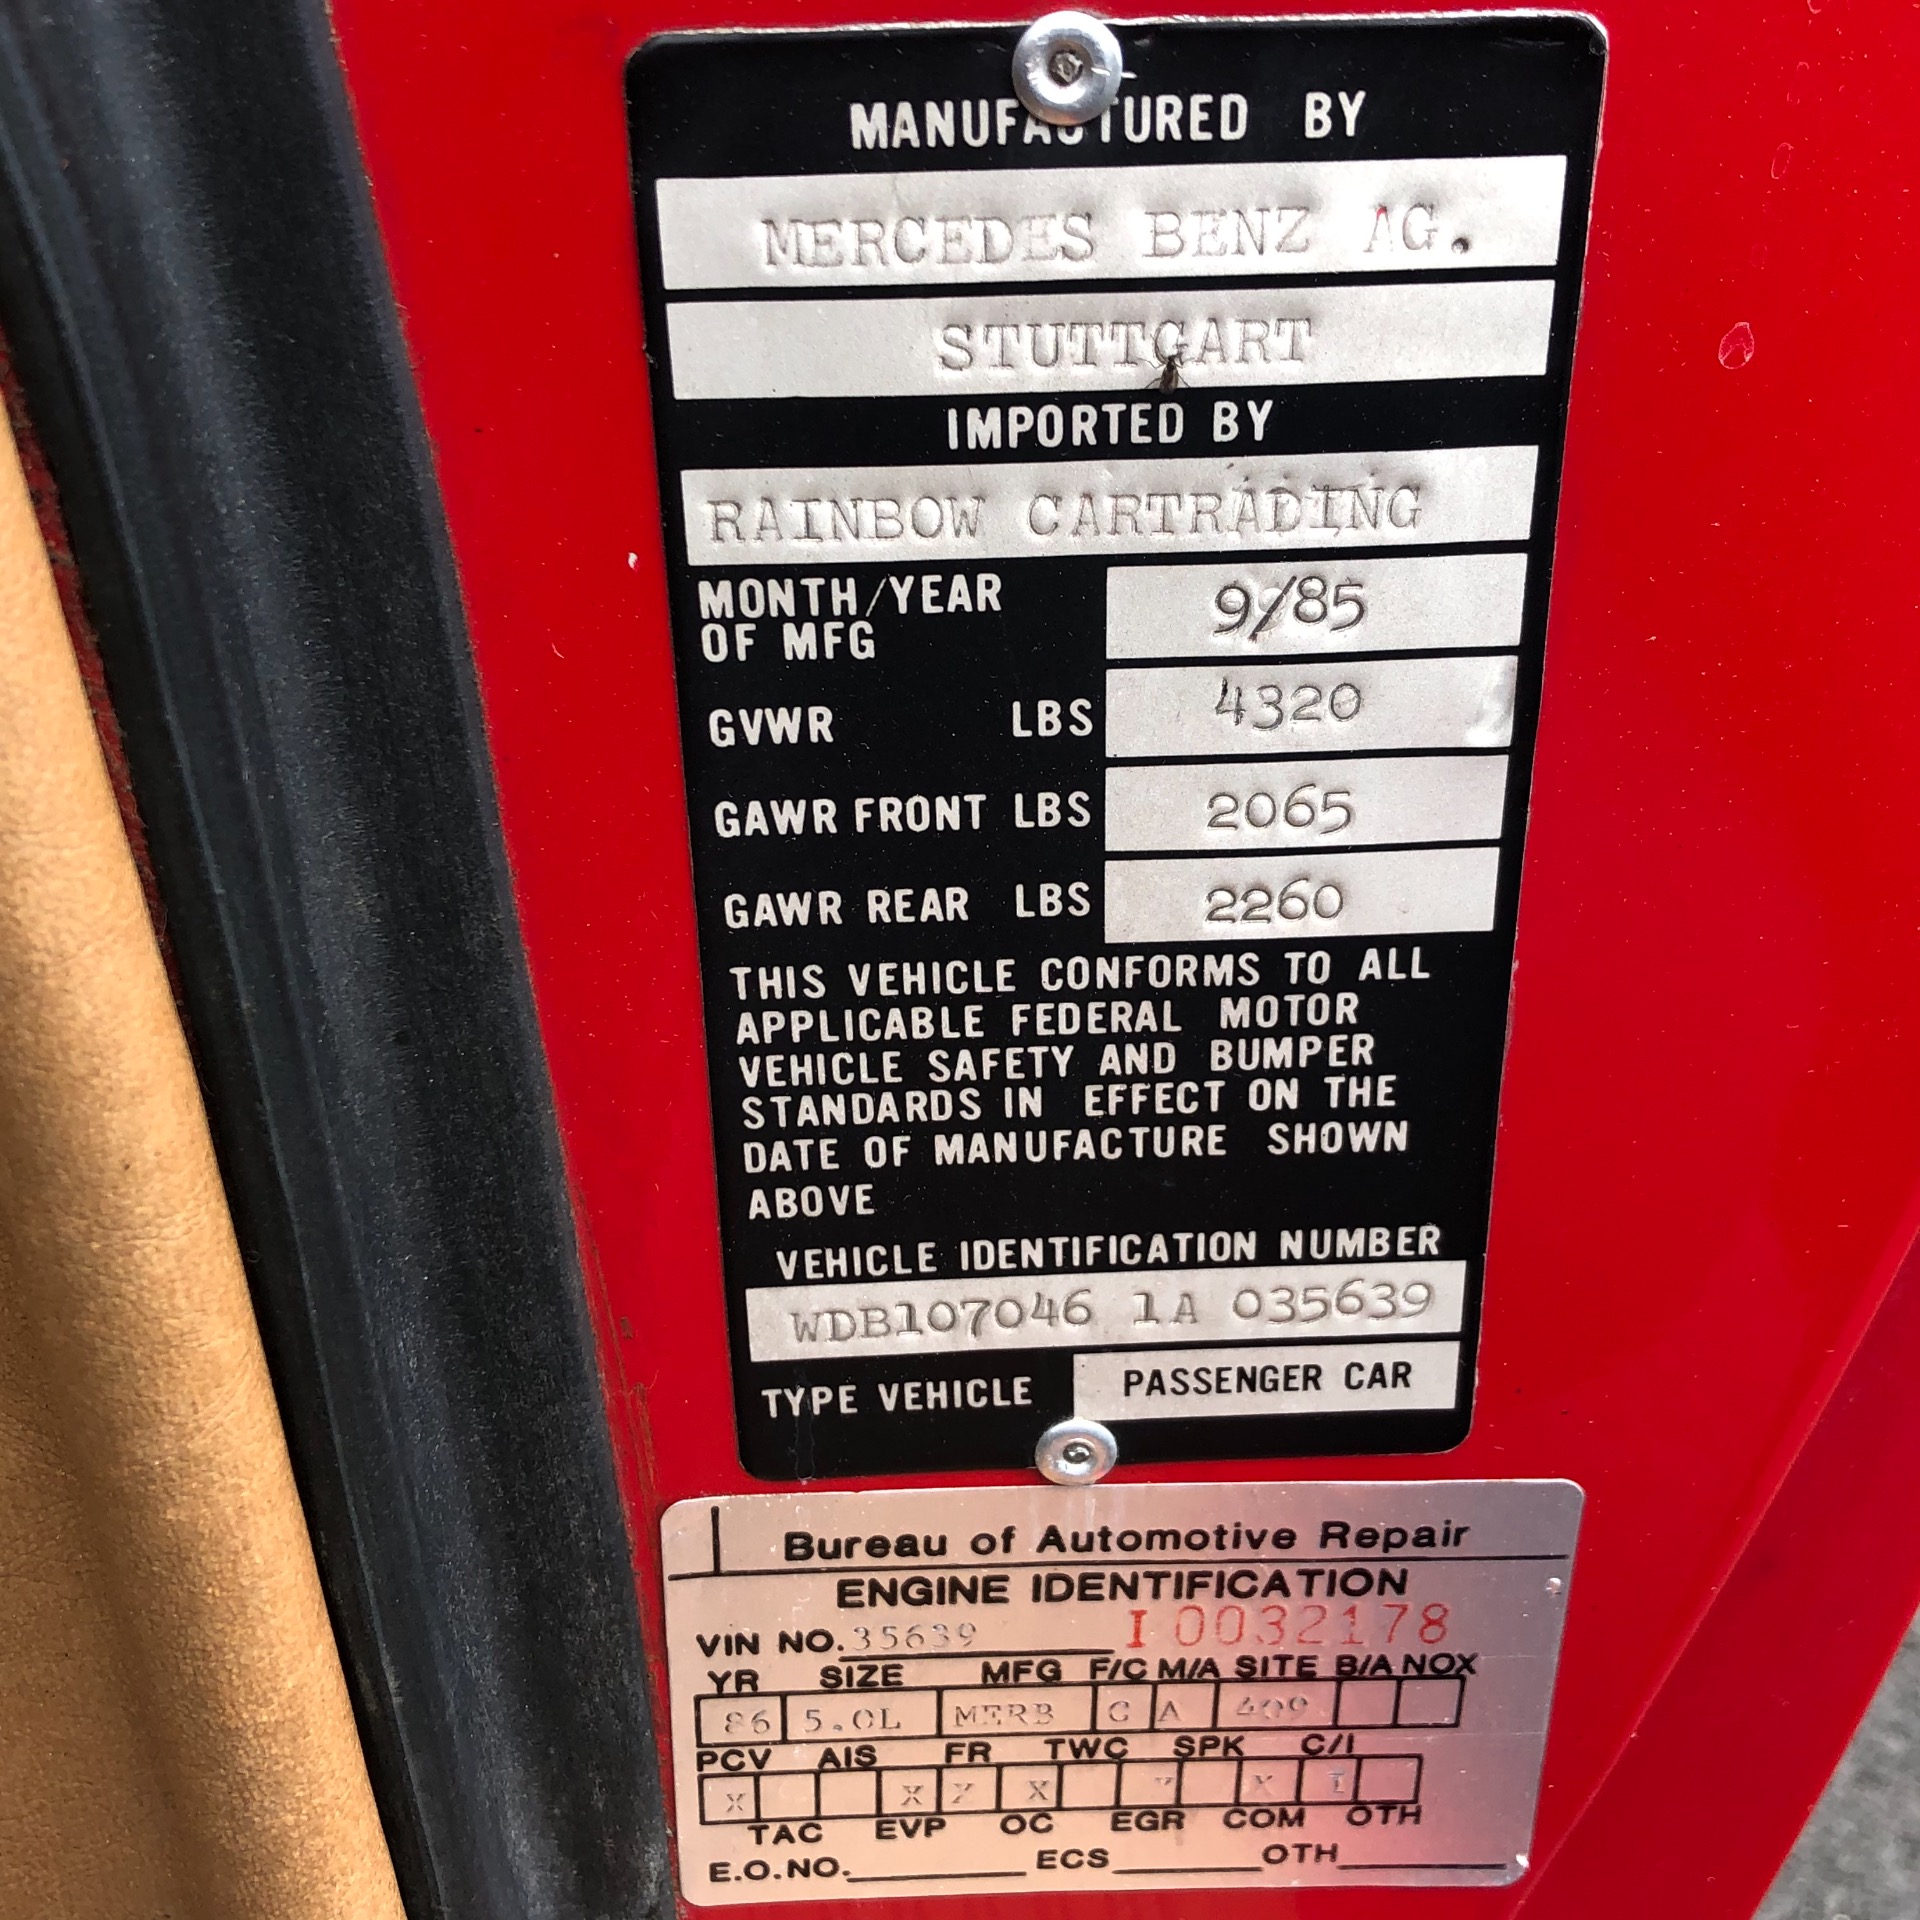 MANUFACTURED BY
MERCEDES BENZ AG.
STUTTGART
IMPORTED BY
RAINBOW CARTRADING
MONTH/YEAR OF MFG 9/85
GVWR LBS 4320
GAWR FRONT LBS 2065
GAWR REAR LBS 2260
THIS VEHICLE CONFORMS TO ALL
APPLICABLE FEDERAL MOTOR
VEHICLE SAFETY AND BUMPER
STANDARDS IN EFFECT ON THE
DATE OF MANUFACTURE SHOWN
ABOVE
VEHICLE IDENTIFICATION NUMBER
WDB107046 1A 035639
TYPE VEHICLE PASSENGER CAR
Bureau of Automotive Repair
ENGINE IDENTIFICATION
VIN NO. 35639 I 0032178
YR SIZE MFG F/C M/A SITE B/A NOX
86 5.0L MERB G A 409
PCV AIS FR TWC SPK C/I
X X X X X I
TAC EVP OC EGR COM OTH
E.O.NO. ECS OTH